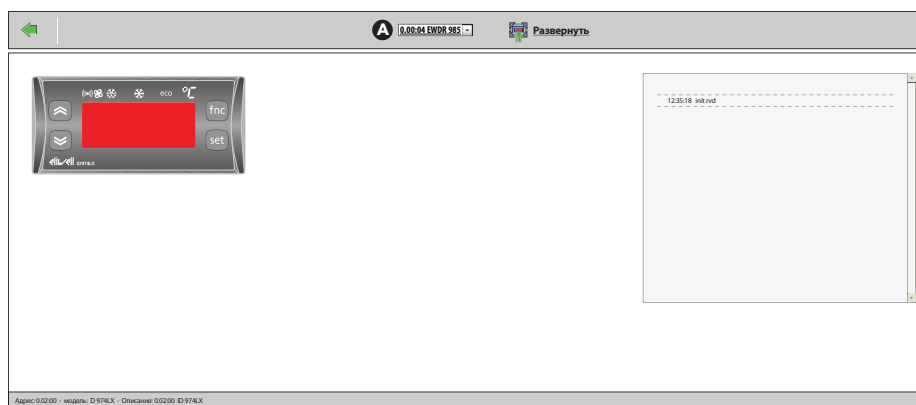 A 0.00:04 EWDR 985 Развернуть
eco °C
fnc
set
eliwell ID974LX
12:35:18 init rvd
Адрес: 0.02:00 - модель: D 974LX - Описание: 0.02:00 ID 974LX